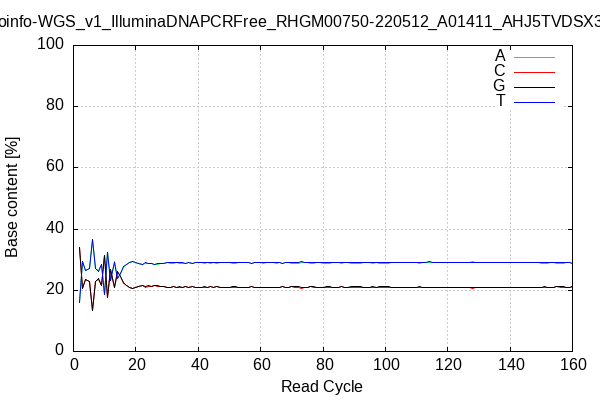 oinfo-WGS_v1_IlluminaDNAPCRFree_RHGM00750-220512_A01411_AHJ5TVDSX3
100
80
60
40
20
0
Base content [%]
A
C
G
T
0 20 40 60 80 100 120 140 160
Read Cycle